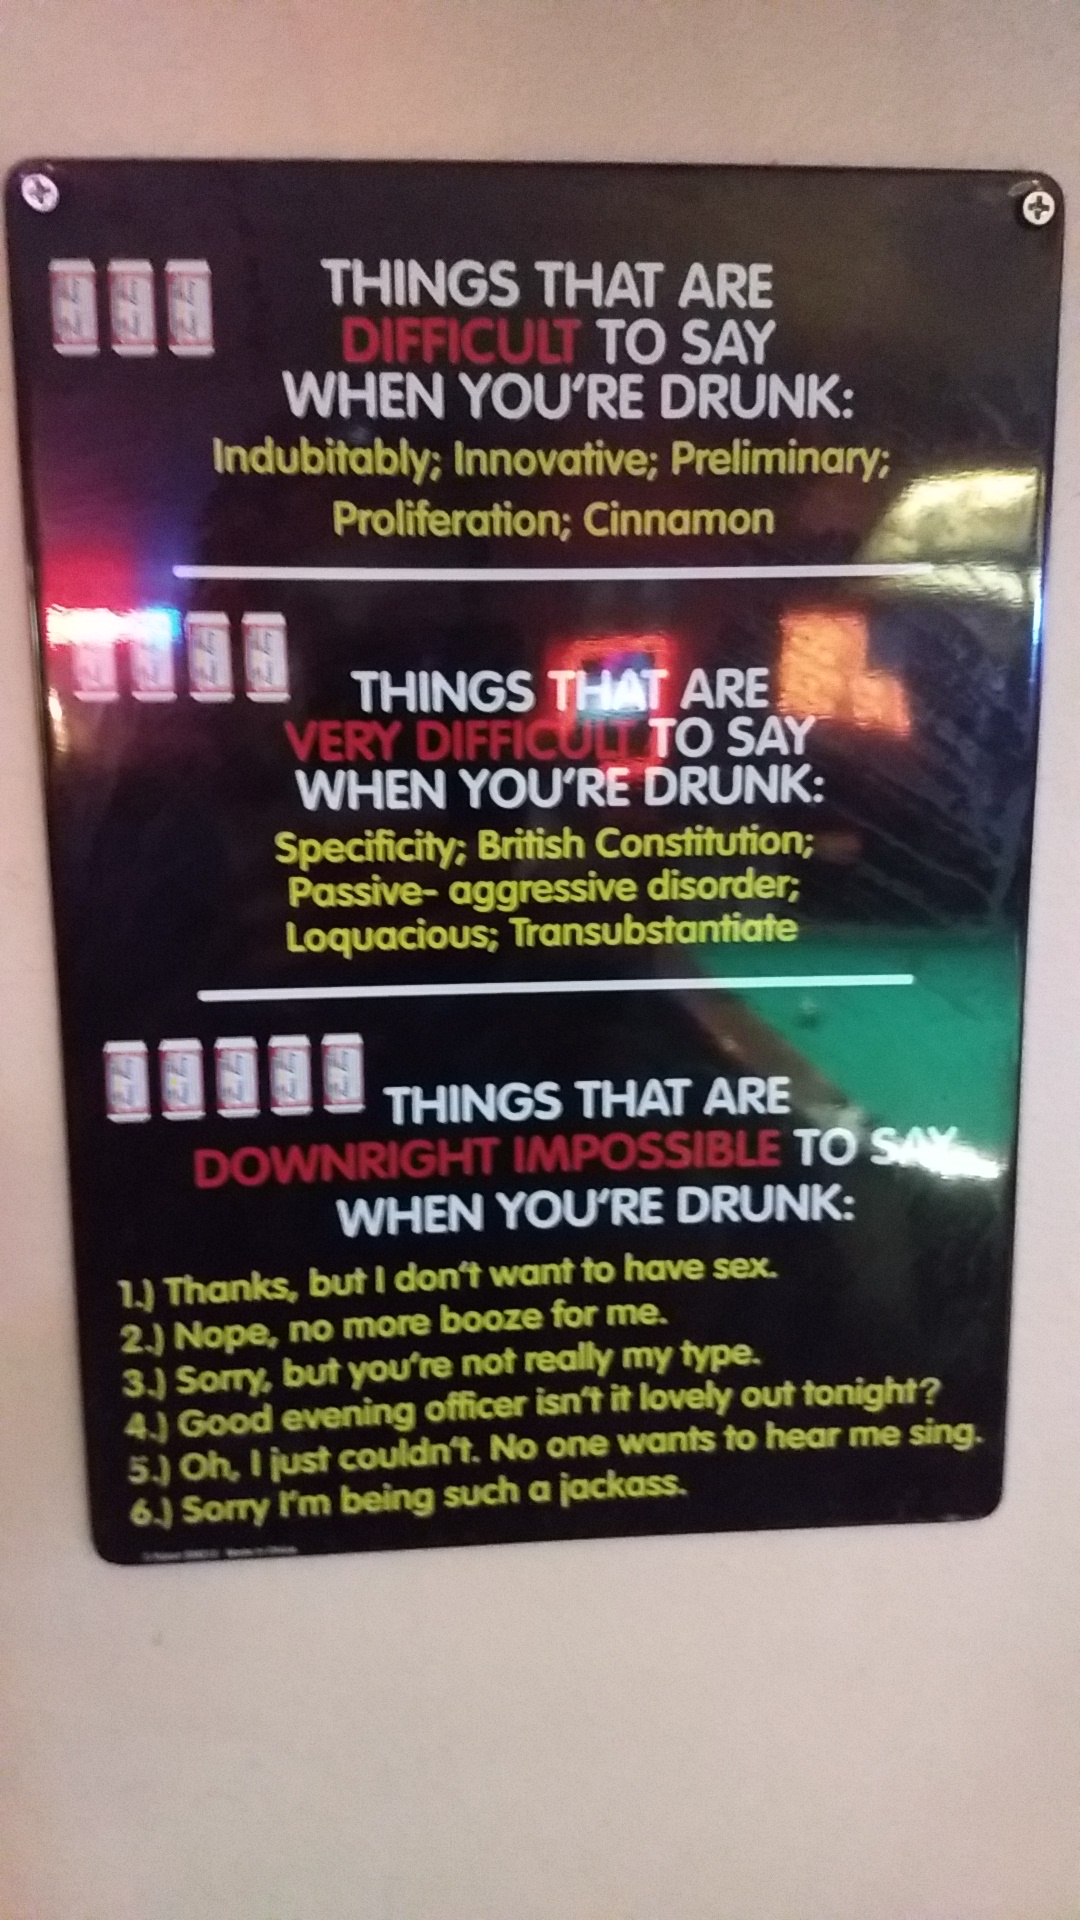 THINGS THAT ARE
DIFFICULT TO SAY
WHEN YOU'RE DRUNK:
Indubitably; Innovative; Preliminary;
Proliferation; Cinnamon
THINGS THAT ARE
VERY DIFFICULT TO SAY
WHEN YOU'RE DRUNK:
Specificity; British Constitution;
Passive- aggressive disorder;
Loquacious; Transubstantiate
THINGS THAT ARE
DOWNRIGHT IMPOSSIBLE TO SAY
WHEN YOU'RE DRUNK:
1.) Thanks, but I don't want to have sex.
2.) Nope, no more booze for me.
3.) Sorry, but you're not really my type.
4.) Good evening officer isn't it lovely out tonight?
5.) Oh, I just couldn't. No one wants to hear me sing.
6.) Sorry I'm being such a jackass.